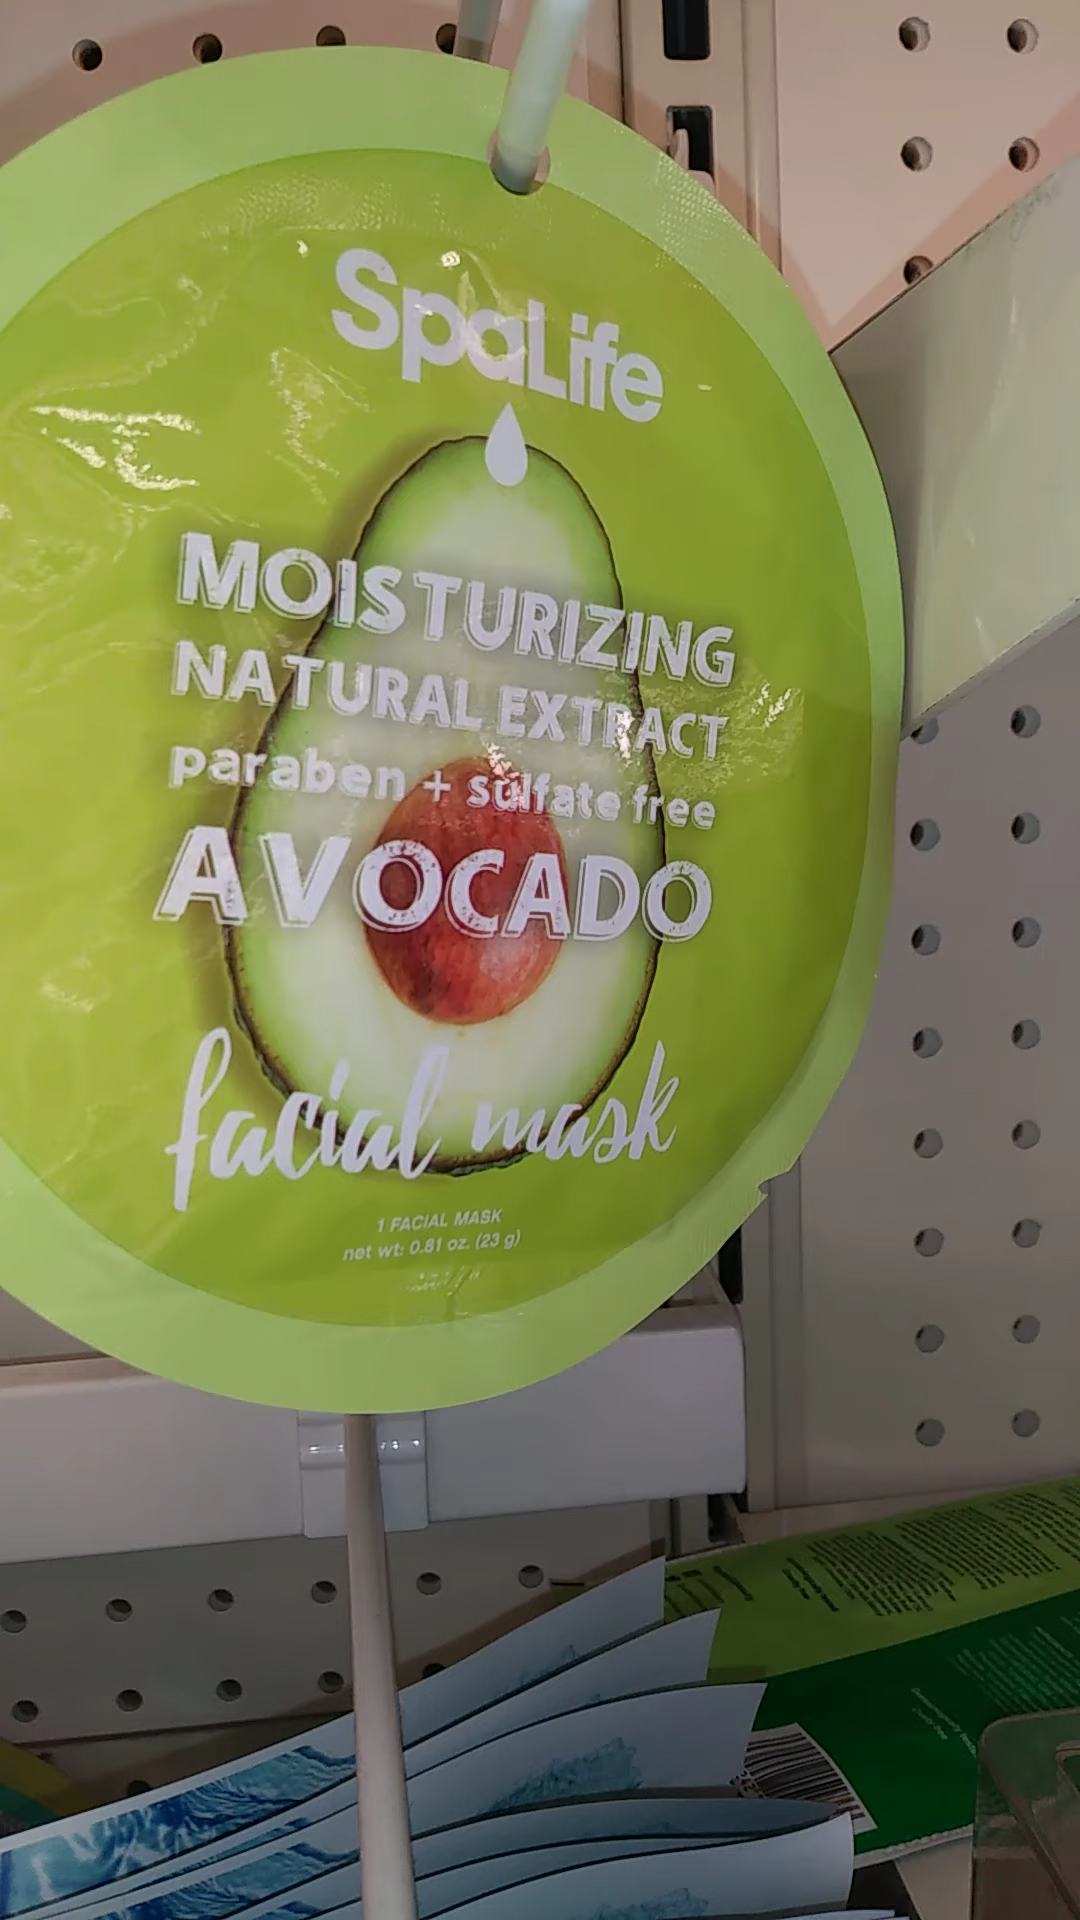 SpaLife
MOISTURIZING
NATURAL EXTRACT
paraben + sulfate free
AVOCADO
facial mask
1 FACIAL MASK
net wt: 0.81 oz. (23 g)